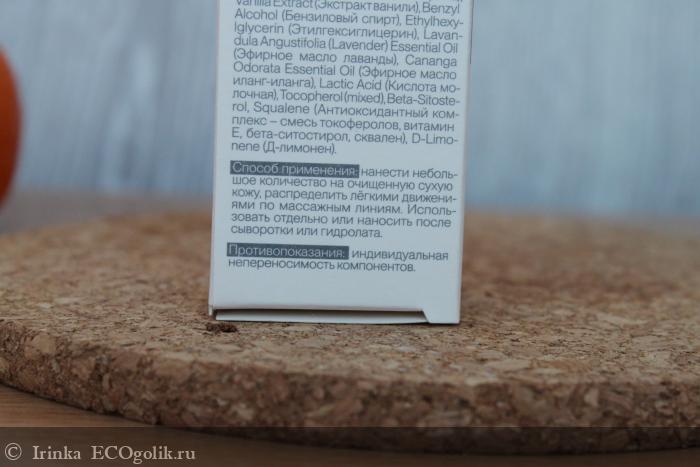 Vanilla Extract (Экстракт ванили), Benzyl
Alcohol (Бензиловый спирт), Ethylhexy-
lglycerin (Этилгексиглицерин), Lavan-
dula Angustifolia (Lavender) Essential Oil
(Эфирное масло лаванды), Cananga
Odorata Essential Oil (Эфирное масло
иланг-иланга), Lactic Acid (Кислота мо-
лочная), Tocopherol (mixed), Beta-Sitoste-
rol, Squalene (Антиоксидантный ком-
плекс – смесь токоферолов, витамин
Е, бета-ситостирол, сквален), D-Limo-
nene (Д-лимонен).
Способ применения: нанести неболь-
шое количество на очищенную сухую
кожу, распределить лёгкими движени-
ями по массажным линиям. Исполь-
зовать отдельно или наносить после
сыворотки или гидролата.
Противопоказания: индивидуальная
непереносимость компонентов.
© Irinka ECOgolik.ru